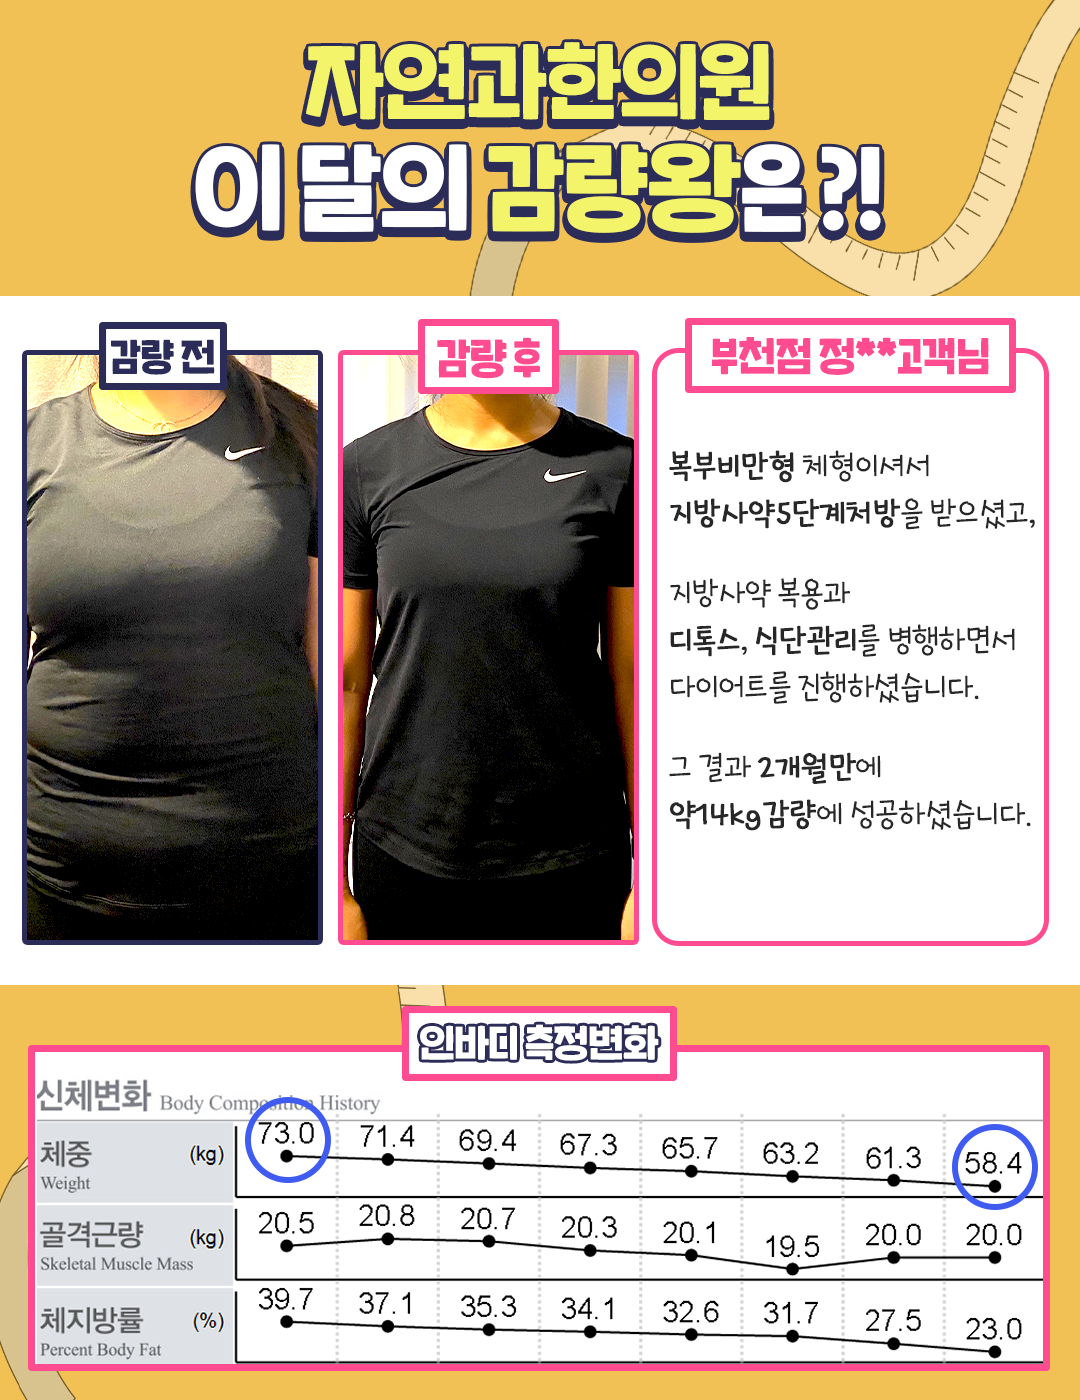 자연과한의원
이 달의 감량왕은?!
감량 전
감량 후
부천점 정**고객님
복부비만형 체형이셔서
지방사약5단계처방을 받으셨고,
지방사약 복용과
디톡스, 식단관리를 병행하면서
다이어트를 진행하셨습니다.
그 결과 2개월만에
약14kg감량에 성공하셨습니다.
인바디 측정변화
신체변화 Body Composition History
체중 (kg)
Weight
73.0 71.4 69.4 67.3 65.7 63.2 61.3 58.4
골격근량 (kg)
Skeletal Muscle Mass
20.5 20.8 20.7 20.3 20.1 19.5 20.0 20.0
체지방률 (%)
Percent Body Fat
39.7 37.1 35.3 34.1 32.6 31.7 27.5 23.0